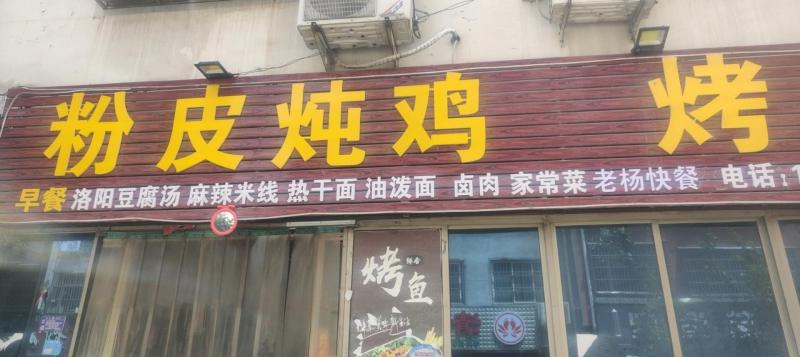 粉皮炖鸡 烤
早餐 洛阳豆腐汤 麻辣米线 热干面 油泼面 卤肉 家常菜 老杨快餐 电话:1
烤鱼